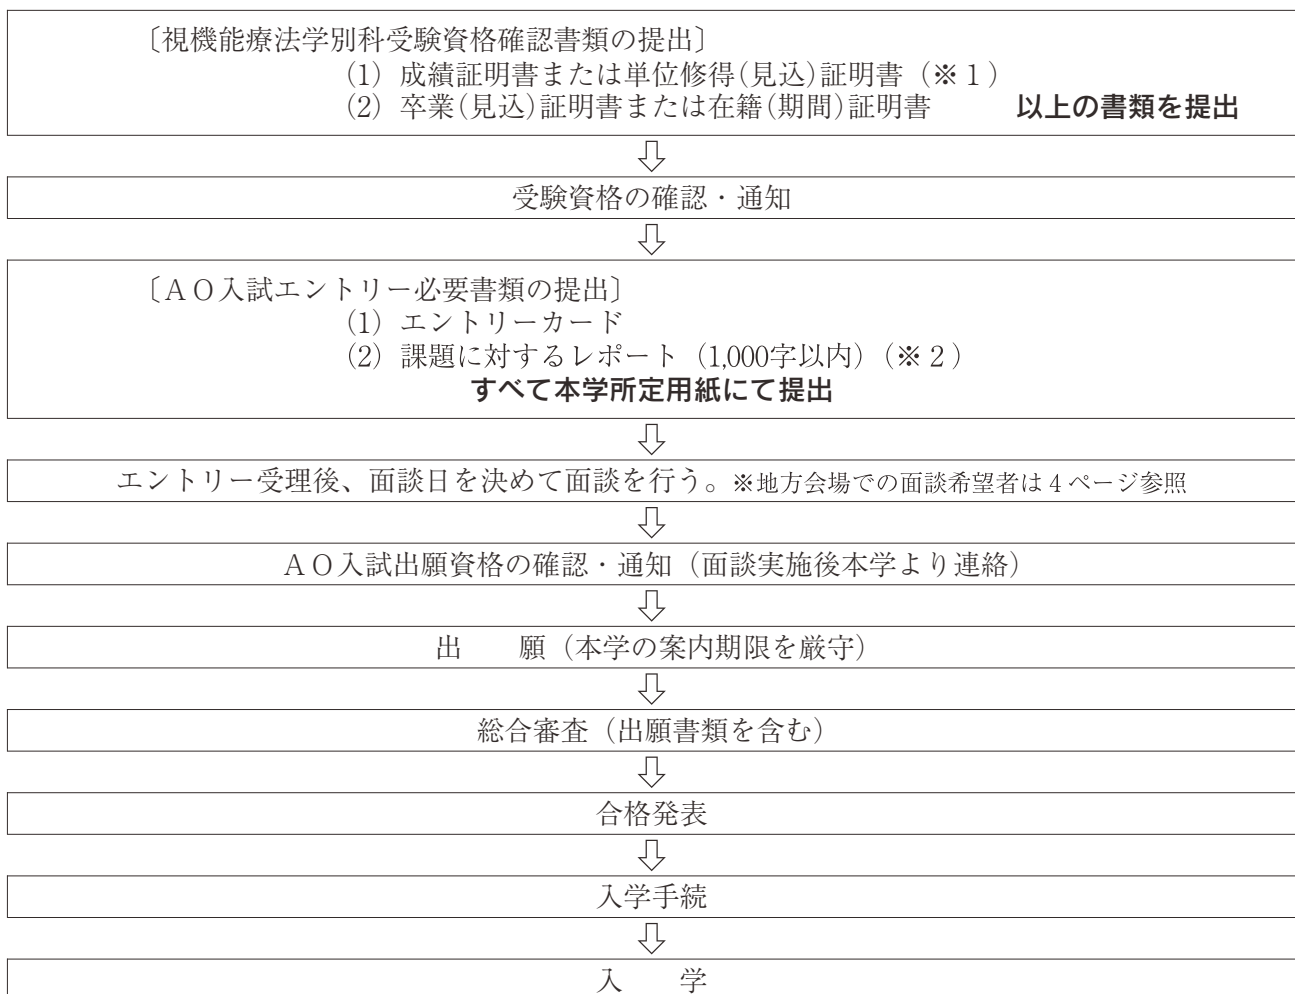 〔視機能療法学別科受験資格確認書類の提出〕
(1) 成績証明書または単位修得(見込)証明書（※１）
(2) 卒業(見込)証明書または在籍(期間)証明書　　以上の書類を提出
⇩
受験資格の確認・通知
⇩
〔ＡＯ入試エントリー必要書類の提出〕
(1) エントリーカード
(2) 課題に対するレポート（1,000字以内）（※２）
すべて本学所定用紙にて提出
⇩
エントリー受理後、面談日を決めて面談を行う。※地方会場での面談希望者は４ページ参照
⇩
ＡＯ入試出願資格の確認・通知（面談実施後本学より連絡）
⇩
出　　願（本学の案内期限を厳守）
⇩
総合審査（出願書類を含む）
⇩
合格発表
⇩
入学手続
⇩
入　　学